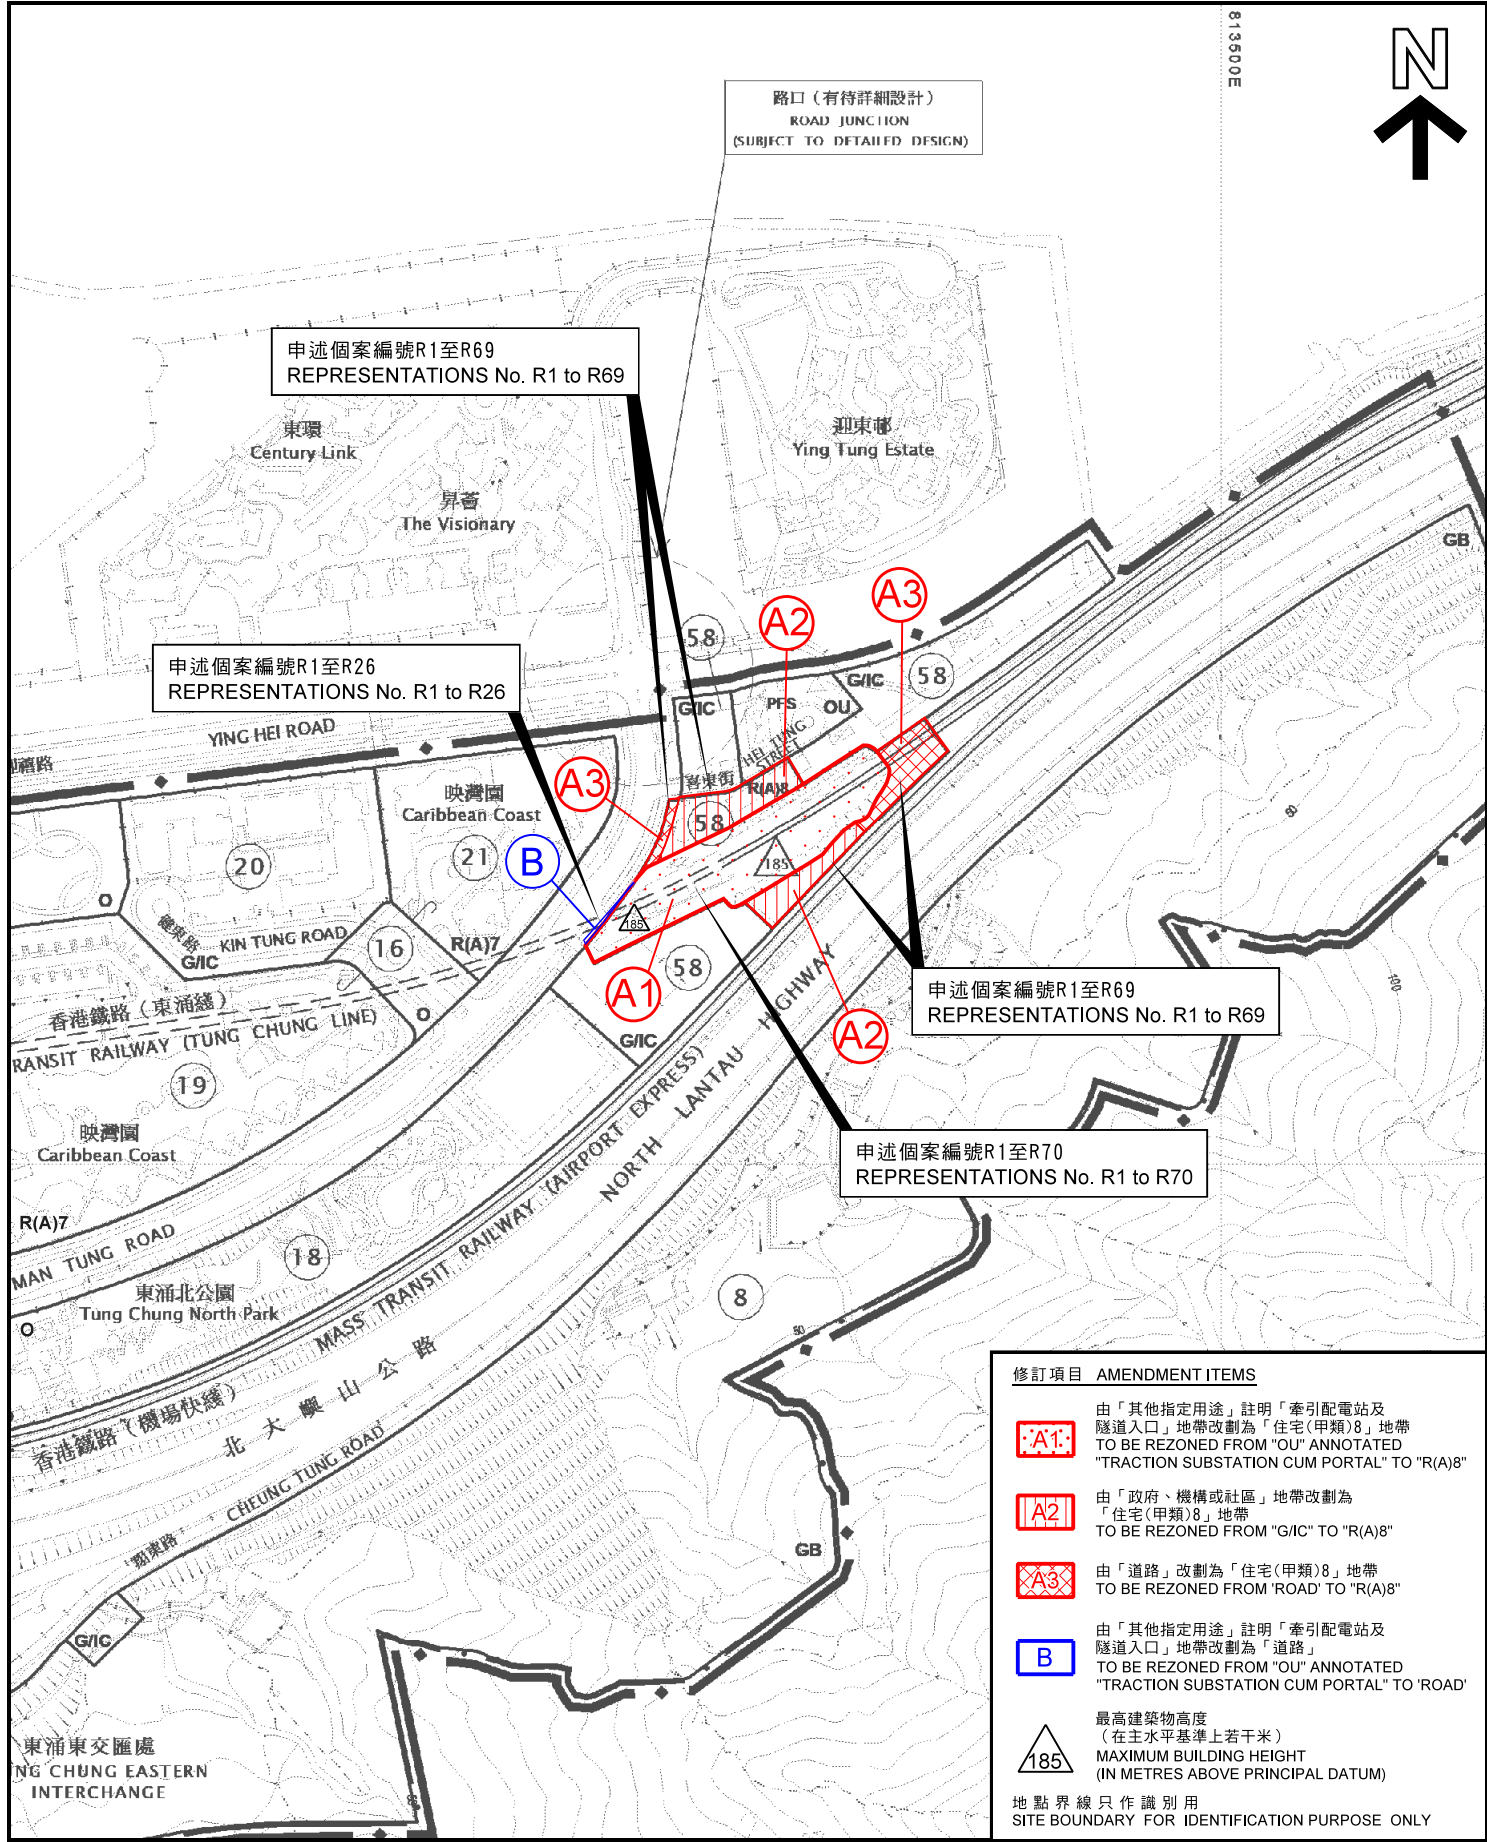 813500E
N
路口（有待詳細設計）
ROAD JUNCTION
(SUBJECT TO DETAILED DESIGN)
申述個案編號R1至R69
REPRESENTATIONS No. R1 to R69
東環
Century Link
迎東邨
Ying Tung Estate
昇薈
The Visionary
GB
A3
A2
58
申述個案編號R1至R26
REPRESENTATIONS No. R1 to R26
G/IC
58
G/IC
PFS
OU
YING HEI ROAD
HEI TUNG
STREET
喜東街
A3
R(A)8
映灣園
Caribbean Coast
58
50
20
21
B
185
185
O
健東路
KIN TUNG ROAD
16
R(A)7
G/IC
58
A1
申述個案編號R1至R69
REPRESENTATIONS No. R1 to R69
100
香港鐵路（東涌綫）
RANSIT RAILWAY (TUNG CHUNG LINE)
O
G/IC
A2
NORTH LANTAU HIGHWAY
19
映灣園
Caribbean Coast
申述個案編號R1至R70
REPRESENTATIONS No. R1 to R70
R(A)7
MAN TUNG ROAD
18
東涌北公園
Tung Chung North Park
O
MASS TRANSIT RAILWAY (AIRPORT EXPRESS)
8
50
香港鐵路（機場快綫）
北大嶼山公路
CHEUNG TUNG ROAD
GB
G/IC
東涌東交匯處
NG CHUNG EASTERN
INTERCHANGE
修訂項目 AMENDMENT ITEMS
A1
由「其他指定用途」註明「牽引配電站及
隧道入口」地帶改劃為「住宅(甲類)8」地帶
TO BE REZONED FROM "OU" ANNOTATED
"TRACTION SUBSTATION CUM PORTAL" TO "R(A)8"
A2
由「政府、機構或社區」地帶改劃為
「住宅(甲類)8」地帶
TO BE REZONED FROM "G/IC" TO "R(A)8"
A3
由「道路」改劃為「住宅(甲類)8」地帶
TO BE REZONED FROM 'ROAD' TO "R(A)8"
B
由「其他指定用途」註明「牽引配電站及
隧道入口」地帶改劃為「道路」
TO BE REZONED FROM "OU" ANNOTATED
"TRACTION SUBSTATION CUM PORTAL" TO 'ROAD'
185
最高建築物高度
（在主水平基準上若干米）
MAXIMUM BUILDING HEIGHT
(IN METRES ABOVE PRINCIPAL DATUM)
地點界線只作識別用
SITE BOUNDARY FOR IDENTIFICATION PURPOSE ONLY